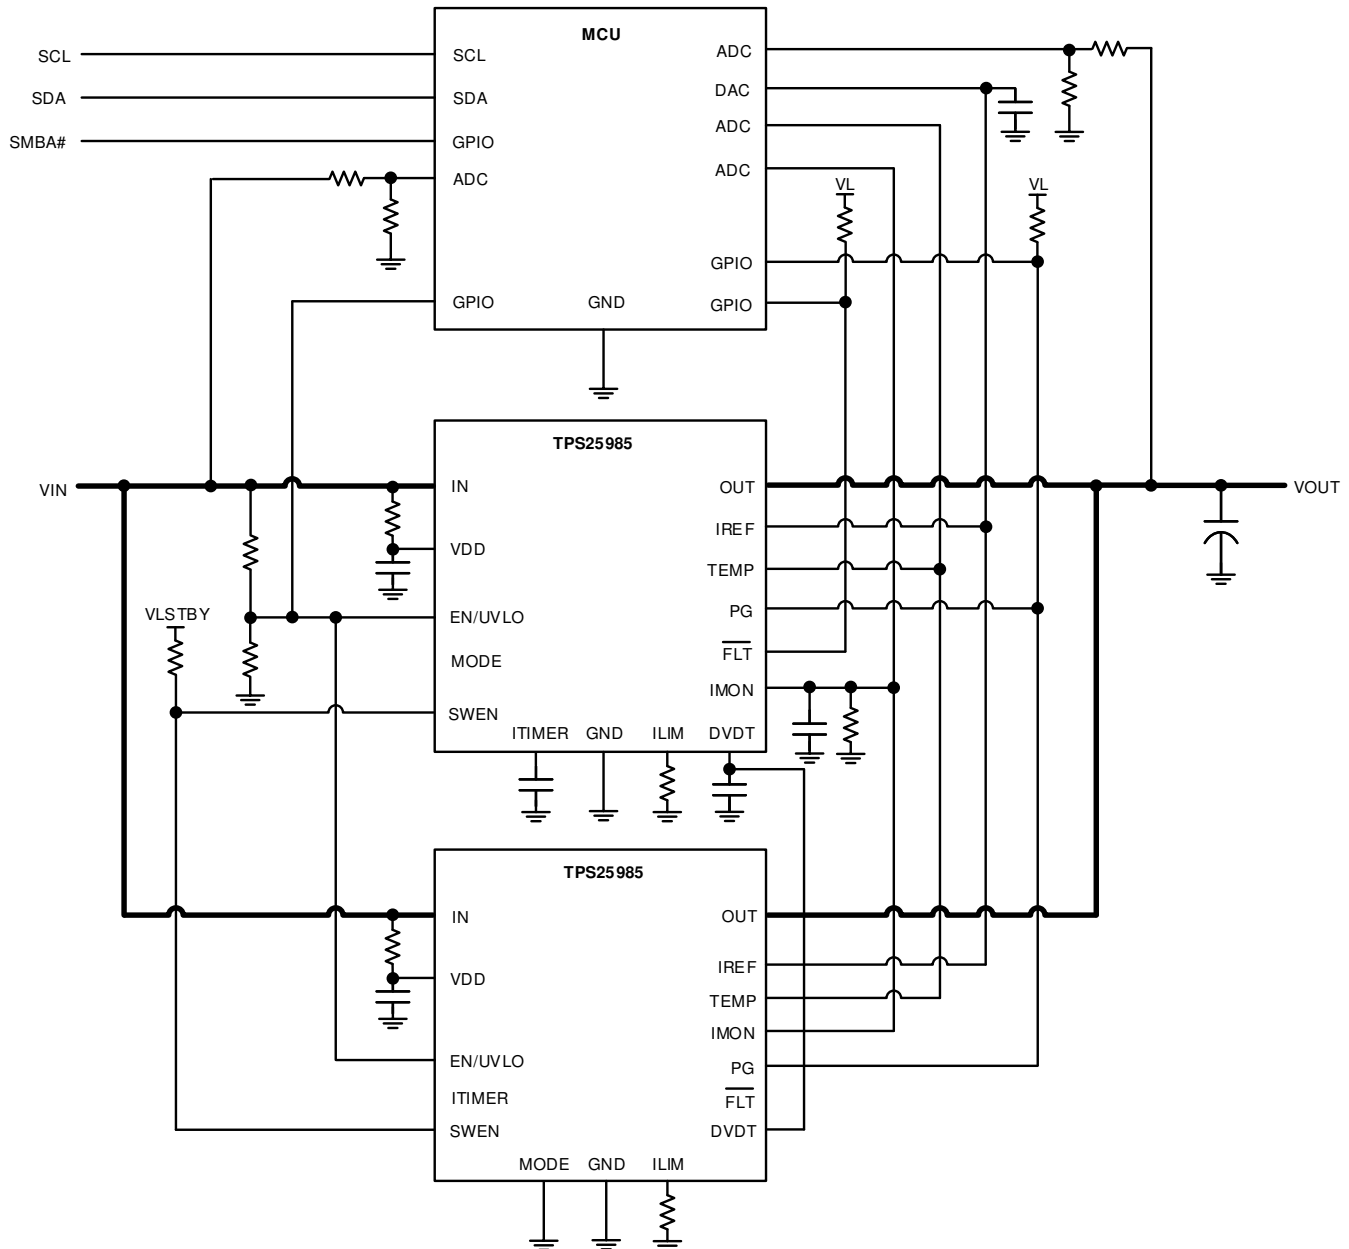 MCU
SCL
SCL
ADC
SDA
SDA
DAC
SMBA#
GPIO
ADC
ADC
ADC
VL
VL
GPIO
GPIO
GND
GPIO
TPS25985
VIN
IN
OUT
VOUT
IREF
VDD
TEMP
VLSTBY
EN/UVLO
PG
MODE
FLT
IMON
SWEN
ITIMER
GND
ILIM
DVDT
TPS25985
IN
OUT
IREF
VDD
TEMP
IMON
EN/UVLO
PG
ITIMER
FLT
SWEN
DVDT
MODE
GND
ILIM